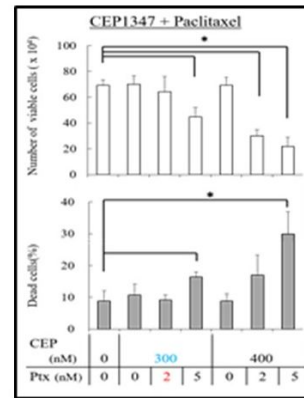 CEP1347 + Paclitaxel
Number of viable cells ( x 10⁴)
100
80
60
40
20
0
*
Dead cells(%)
40
30
20
10
0
*
CEP (nM) 0 300 400
Ptx (nM) 0 0 2 5 0 2 5